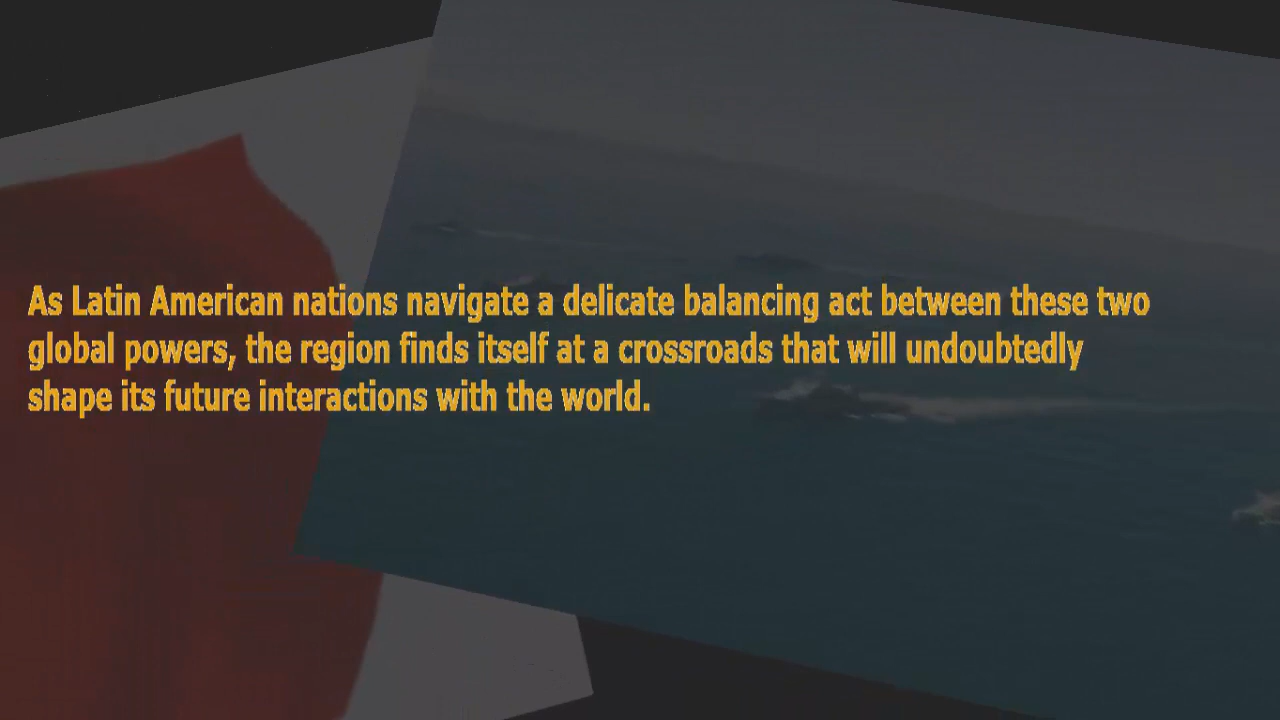 As Latin American nations navigate a delicate balancing act between these two
global powers, the region finds itself at a crossroads that will undoubtedly
shape its future interactions with the world.